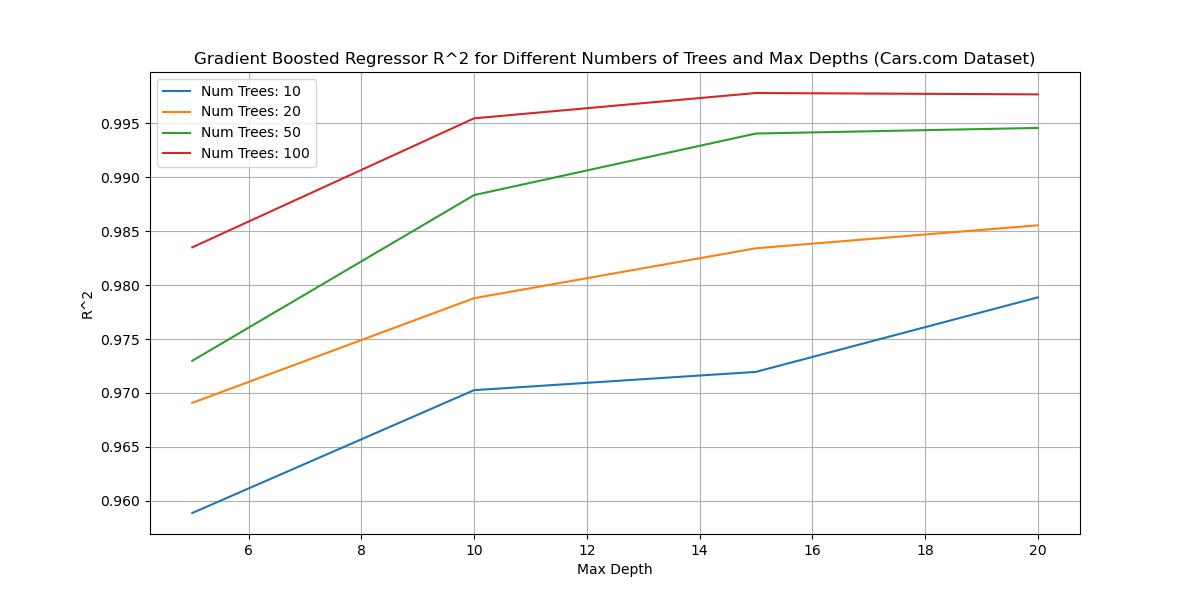 Gradient Boosted Regressor R^2 for Different Numbers of Trees and Max Depths (Cars.com Dataset)
Num Trees: 10
Num Trees: 20
Num Trees: 50
Num Trees: 100
0.995
0.990
0.985
0.980
0.975
0.970
0.965
0.960
R^2
6 8 10 12 14 16 18 20
Max Depth